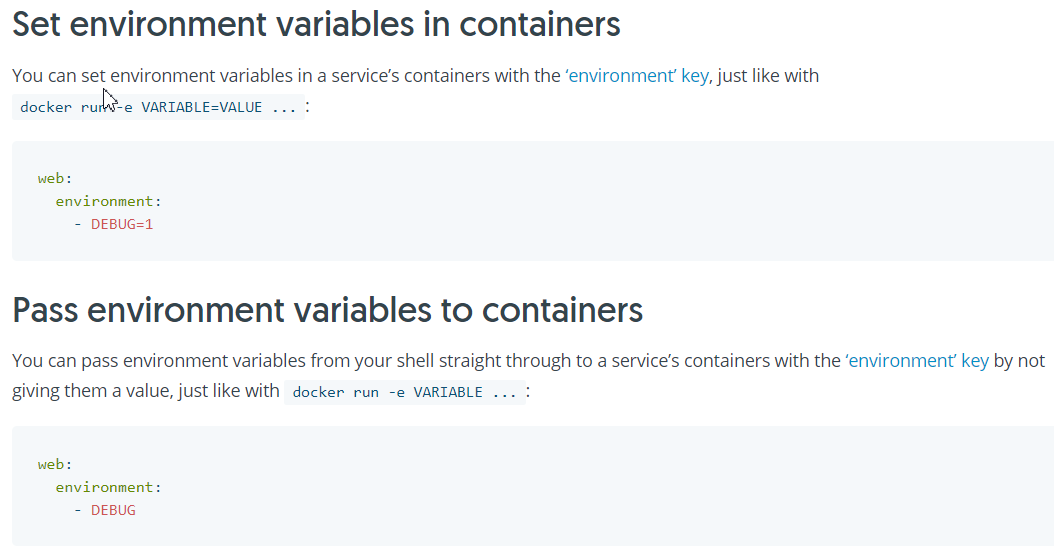 Set environment variables in containers
You can set environment variables in a service’s containers with the ‘environment’ key, just like with
docker run -e VARIABLE=VALUE ... :
web:
  environment:
    - DEBUG=1
Pass environment variables to containers
You can pass environment variables from your shell straight through to a service’s containers with the ‘environment’ key by not
giving them a value, just like with docker run -e VARIABLE ... :
web:
  environment:
    - DEBUG